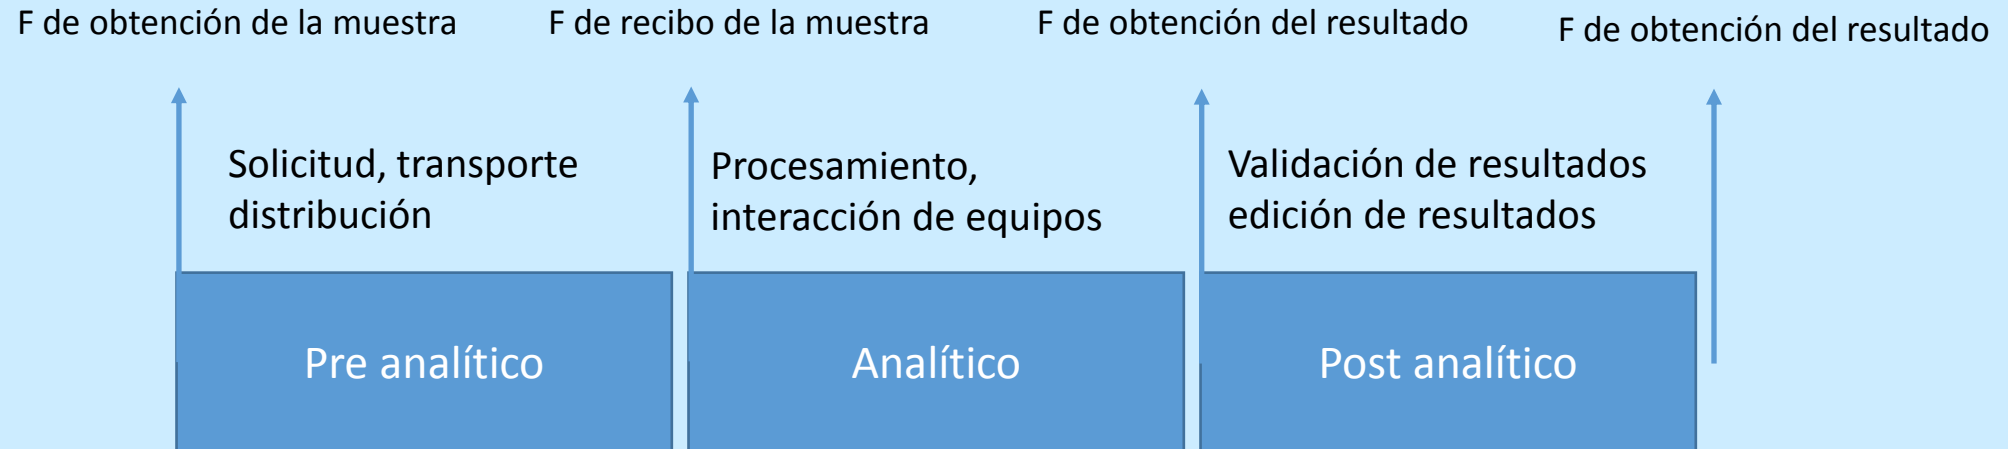 F de obtención de la muestra
F de recibo de la muestra
F de obtención del resultado
F de obtención del resultado
Solicitud, transporte
distribución
Procesamiento,
interacción de equipos
Validación de resultados
edición de resultados
Pre analítico
Analítico
Post analítico